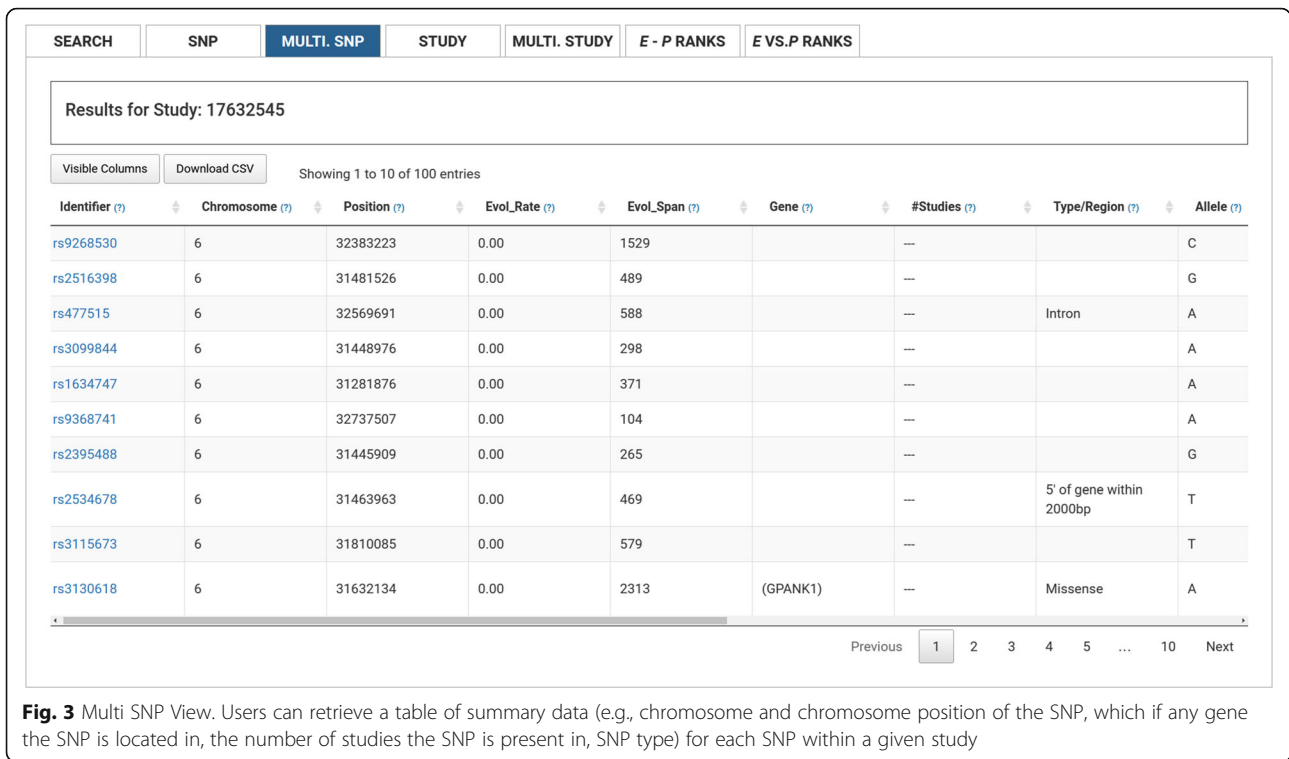 SEARCH SNP MULTI. SNP STUDY MULTI. STUDY E - P RANKS E VS.P RANKS
Results for Study: 17632545
Visible Columns Download CSV Showing 1 to 10 of 100 entries
Identifier (?) Chromosome (?) Position (?) Evol_Rate (?) Evol_Span (?) Gene (?) #Studies (?) Type/Region (?) Allele (?)
rs9268530 6 32383223 0.00 1529 --- C
rs2516398 6 31481526 0.00 489 --- G
rs477515 6 32569691 0.00 588 --- Intron A
rs3099844 6 31448976 0.00 298 --- A
rs1634747 6 31281876 0.00 371 --- A
rs9368741 6 32737507 0.00 104 --- A
rs2395488 6 31445909 0.00 265 --- G
rs2534678 6 31463963 0.00 469 --- 5' of gene within T
2000bp
rs3115673 6 31810085 0.00 579 --- T
rs3130618 6 31632134 0.00 2313 (GPANK1) --- Missense A
Previous 1 2 3 4 5 ... 10 Next
Fig. 3 Multi SNP View. Users can retrieve a table of summary data (e.g., chromosome and chromosome position of the SNP, which if any gene
the SNP is located in, the number of studies the SNP is present in, SNP type) for each SNP within a given study